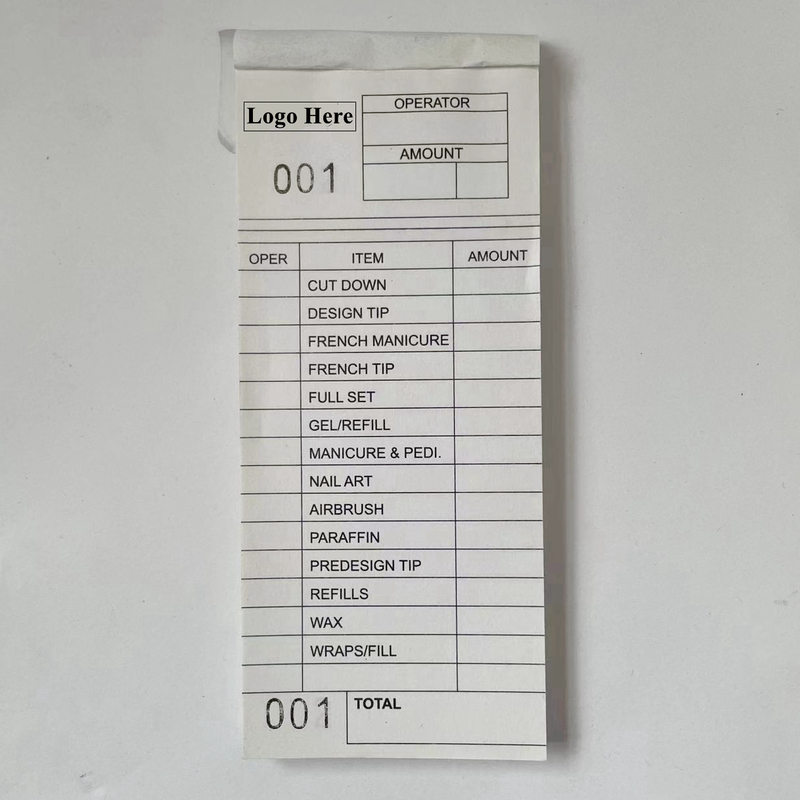 OPERATOR
Logo Here
AMOUNT
001
OPER ITEM AMOUNT
CUT DOWN
DESIGN TIP
FRENCH MANICURE
FRENCH TIP
FULL SET
GEL/REFILL
MANICURE & PEDI.
NAIL ART
AIRBRUSH
PARAFFIN
PREDESIGN TIP
REFILLS
WAX
WRAPS/FILL
001 TOTAL